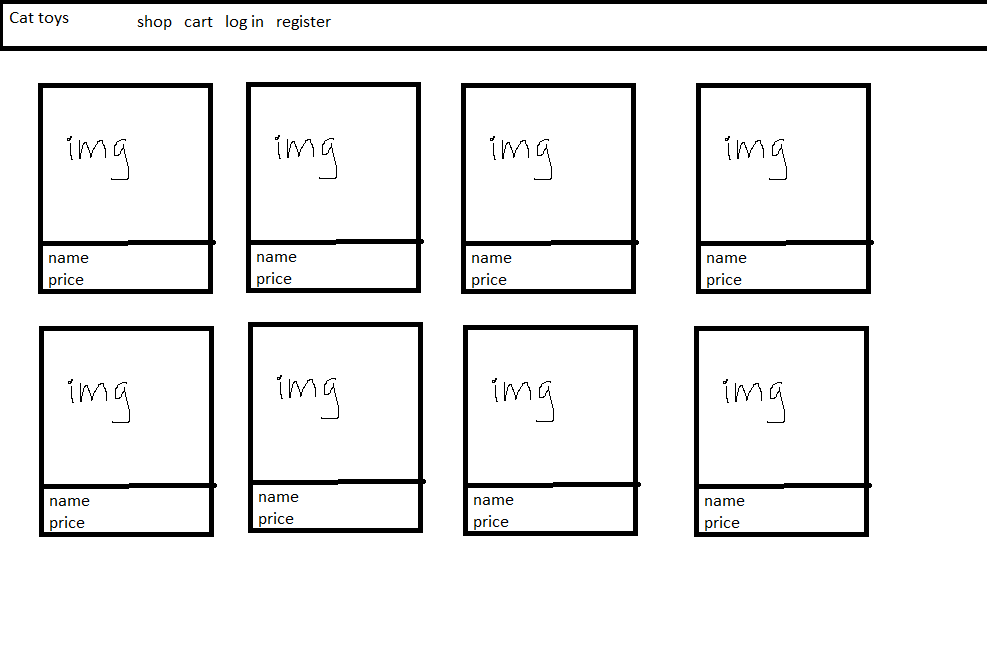 Cat toys shop cart log in register
img img img img
name name name name
price price price price
img img img img
name name name name
price price price price